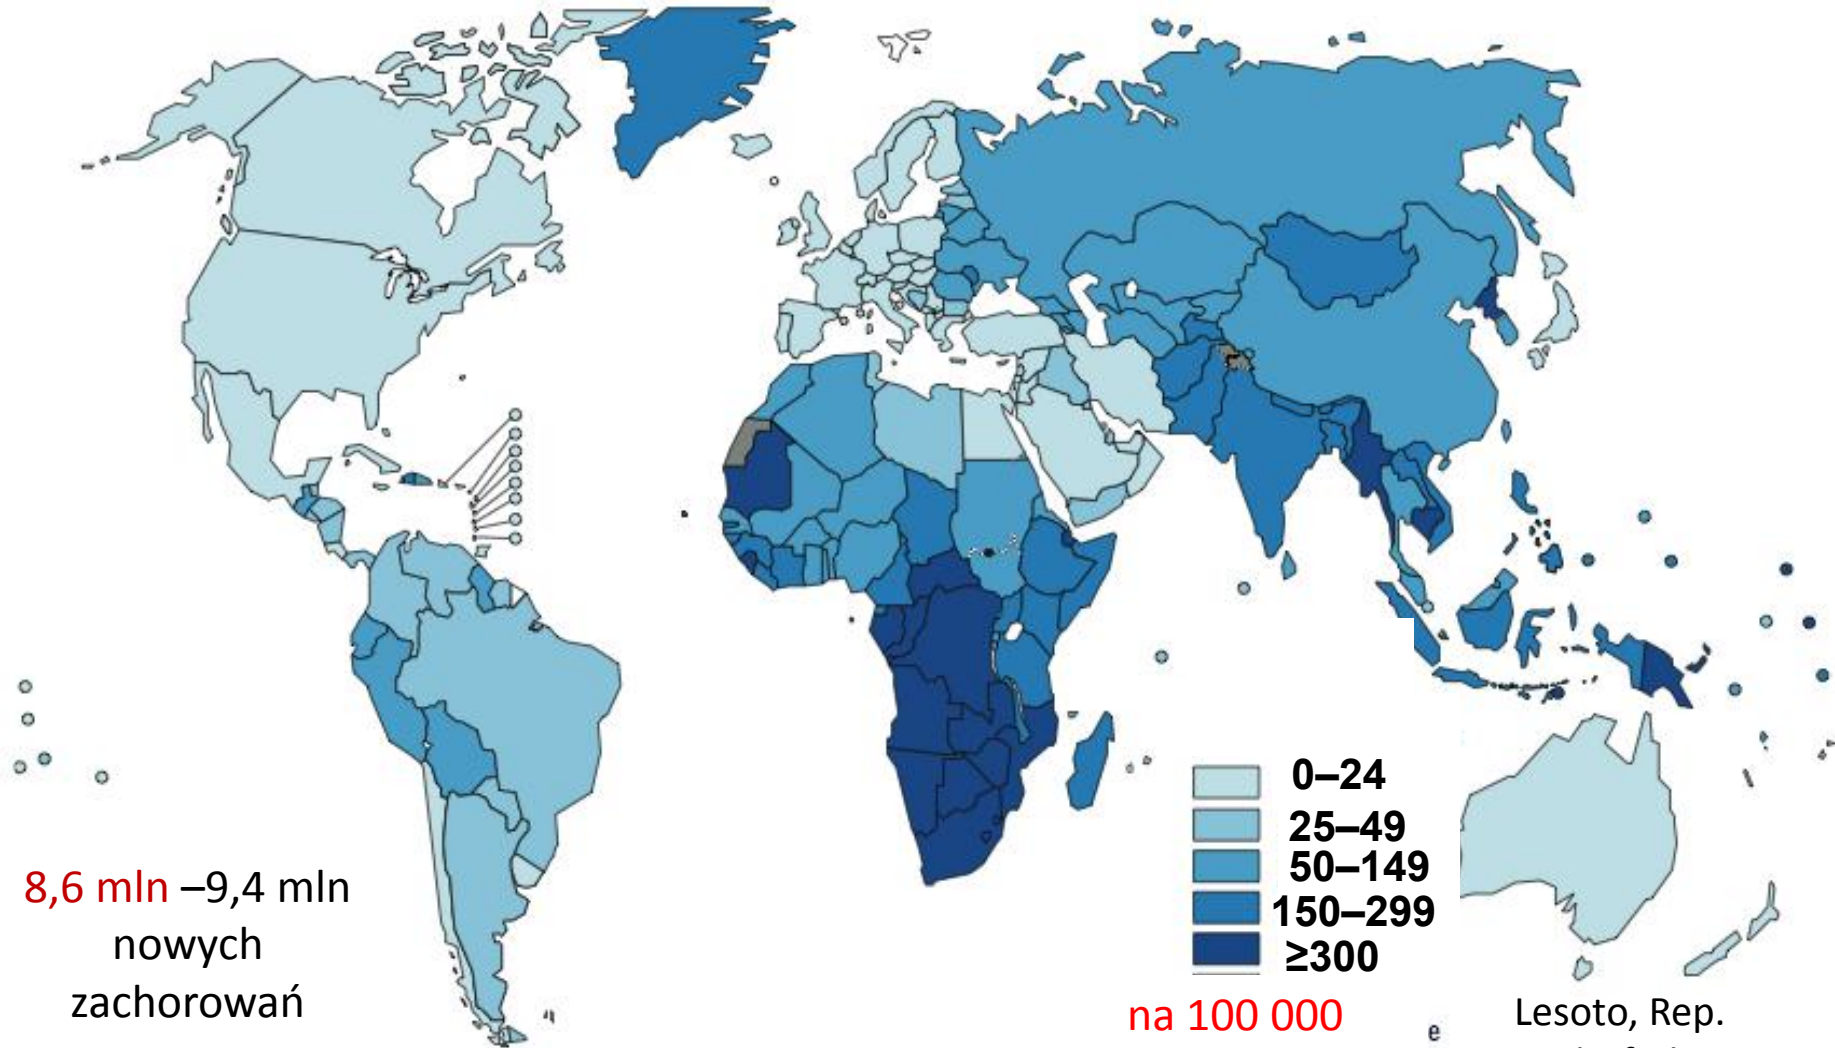 0–24
25–49
50–149
150–299
≥300
8,6 mln –9,4 mln
nowych
zachorowań
na 100 000
e
Lesoto, Rep.